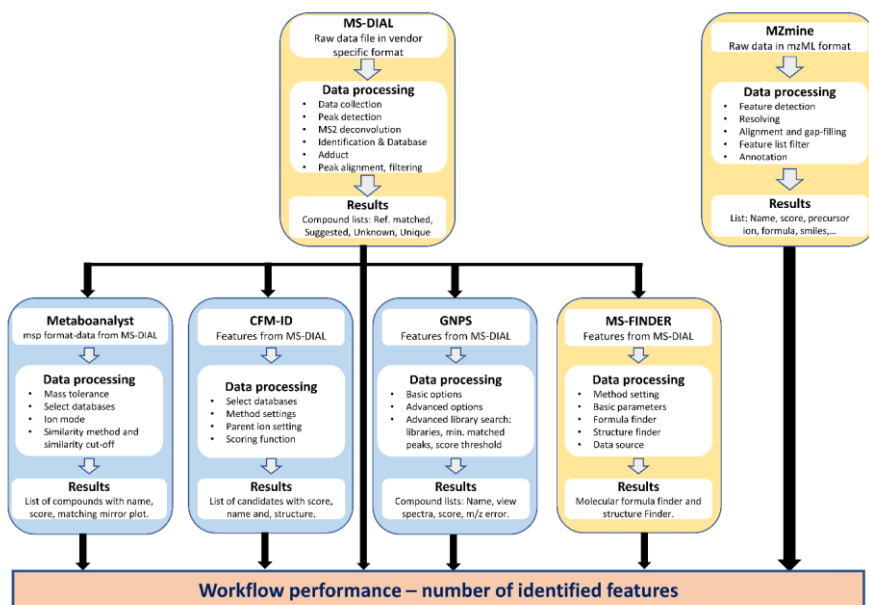 MS-DIAL
Raw data file in vendor
specific format
Data processing
• Data collection
• Peak detection
• MS2 deconvolution
• Identification & Database
• Adduct
• Peak alignment, filtering
Results
Compound lists: Ref. matched,
Suggested, Unknown, Unique
MZmine
Raw data in mzML format
Data processing
• Feature detection
• Resolving
• Alignment and gap-filling
• Feature list filter
• Annotation
Results
List: Name, score, precursor
ion, formula, smiles,...
Metaboanalyst
msp format-data from MS-DIAL
Data processing
• Mass tolerance
• Select databases
• Ion mode
• Similarity method and
similarity cut-off
Results
List of compounds with name,
score, matching mirror plot.
CFM-ID
Features from MS-DIAL
Data processing
• Select databases
• Method settings
• Parent ion setting
• Scoring function
Results
List of candidates with score,
name and, structure.
GNPS
Features from MS-DIAL
Data processing
• Basic options
• Advanced options
• Advanced library search:
libraries, min. matched
peaks, score threshold
Results
Compound lists: Name, view
spectra, score, m/z error.
MS-FINDER
Features from MS-DIAL
Data processing
• Method setting
• Basic parameters
• Formula finder
• Structure finder
• Data source
Results
Molecular formula finder and
structure Finder.
Workflow performance – number of identified features